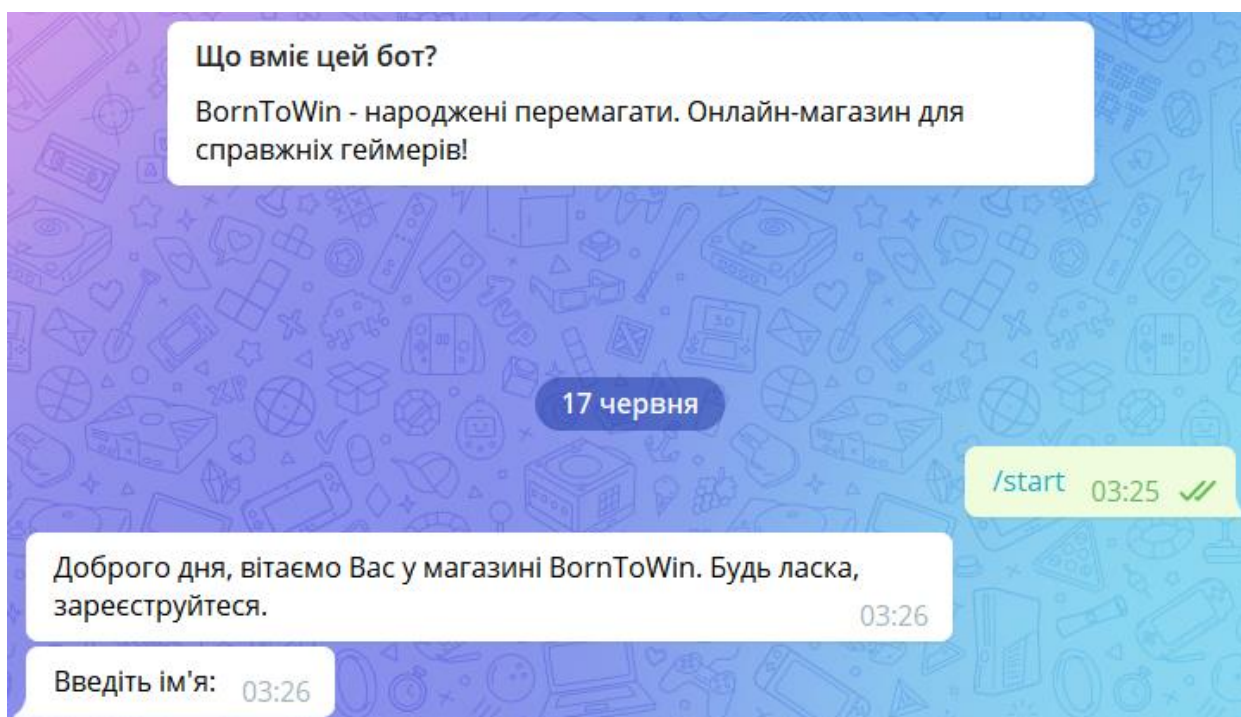 Що вміє цей бот?
BornToWin - народжені перемагати. Онлайн-магазин для
справжніх геймерів!
17 червня
/start 03:25
Доброго дня, вітаємо Вас у магазині BornToWin. Будь ласка,
зареєструйтеся. 03:26
Введіть ім'я: 03:26